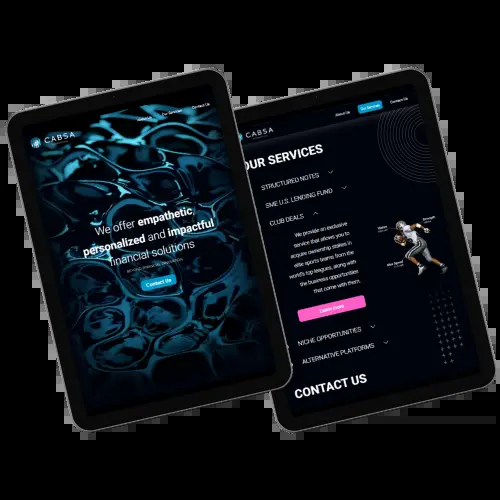 About Us
Our Services
Contact Us
CABSA
We offer empathetic,
personalized and impactful
financial solutions
Contact Us
About Us
Our Services
Contact Us
CABSA
OUR SERVICES
STRUCTURED NOTES
SME U.S. LENDING FUND
CLUB DEALS
We provide an exclusive
service that allows you to
acquire ownership stakes in
elite sports teams from the
world's top leagues, along with
the business opportunities
that come with them.
Learn more
Strength
Max Speed
NICHE OPPORTUNITIES
ALTERNATIVE PLATFORMS
CONTACT US